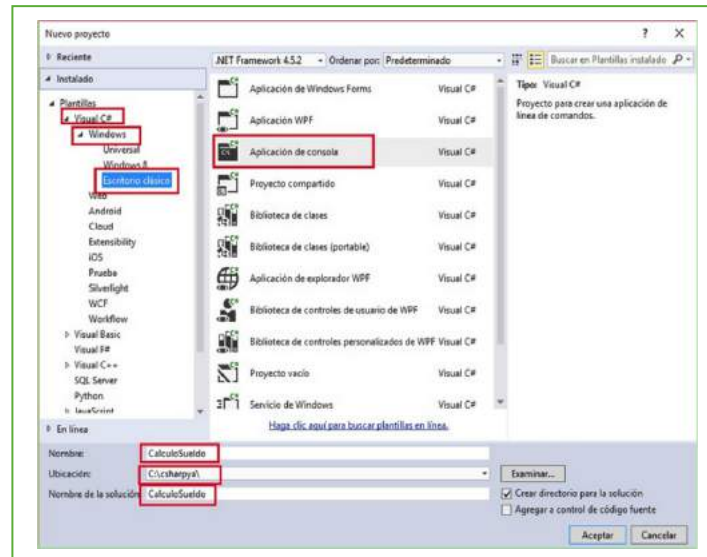 Nuevo proyecto ? X
Reciente
.NET Framework 4.5.2 Ordenar por: Predeterminado Buscar en Plantillas instalado
Instalado
Plantillas
Visual C#
Windows
Universal
Windows 8
Escritorio clásico
Web
Android
Cloud
Extensibility
iOS
Prueba
Silverlight
WCF
Workflow
Visual Basic
Visual F#
Visual C++
SQL Server
Python
JavaScript
En línea
Aplicación de Windows Forms Visual C#
Aplicación WPF Visual C#
Aplicación de consola Visual C#
Proyecto compartido Visual C#
Biblioteca de clases Visual C#
Biblioteca de clases (portable) Visual C#
Aplicación de explorador WPF Visual C#
Biblioteca de controles de usuario de WPF Visual C#
Biblioteca de controles personalizados de WPF Visual C#
Proyecto vacío Visual C#
Servicio de Windows Visual C#
Haga clic aquí para buscar plantillas en línea.
Tipo: Visual C#
Proyecto para crear una aplicación de
línea de comandos.
Nombre: CalculoSueldo
Ubicación: C:\csharpya\ Examinar...
Nombre de la solución: CalculoSueldo
Crear directorio para la solución
Agregar a control de código fuente
Aceptar Cancelar